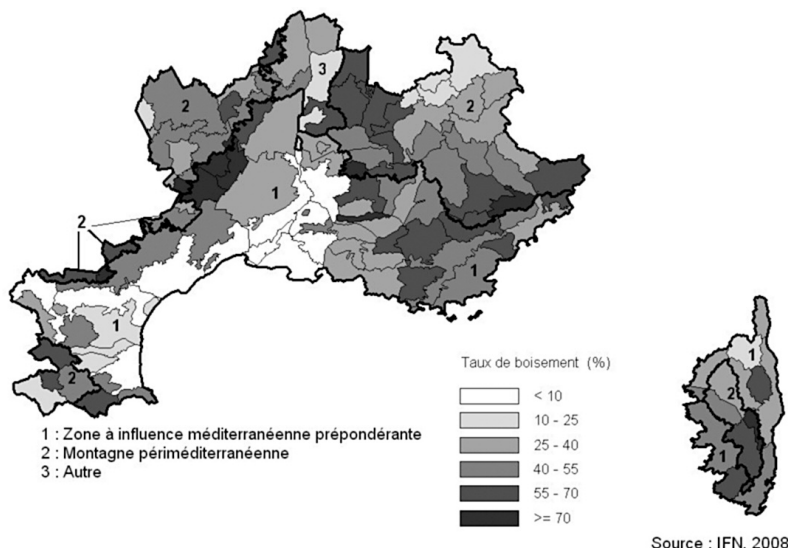 3
2
2
1
2
1
1
2
1
2
1
Taux de boisement (%)
< 10
10 - 25
25 - 40
40 - 55
55 - 70
>= 70
1 : Zone à influence méditerranéenne prépondérante
2 : Montagne périméditerranéenne
3 : Autre
Source : IFN, 2008